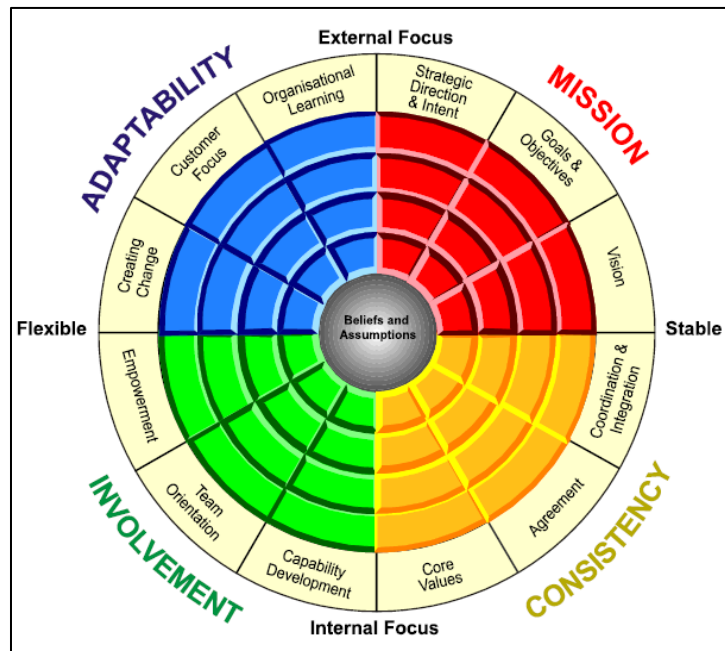 External Focus
ADAPTABILITY
MISSION
Organisational
Learning
Strategic
Direction
& Intent
Customer
Focus
Goals &
Objectives
Creating
Change
Vision
Flexible
Beliefs and
Assumptions
Stable
Empowerment
Coordination &
Integration
Team
Orientation
Agreement
Capability
Development
Core
Values
INVOLVEMENT
CONSISTENCY
Internal Focus